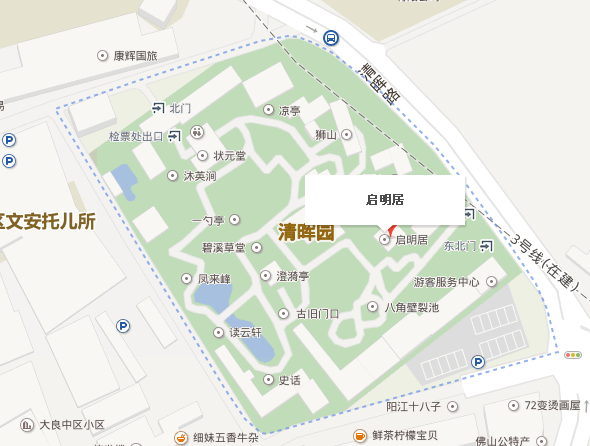 康辉国旅
清晖路
易
北门
凉亭
检票处出口
狮山
状元堂
沐英涧
启明居
区文安托儿所
一勺亭
清晖园
启明居
碧溪草堂
东北门
3号线(在建)
凤来峰
澄漪亭
游客服务中心
古旧门口
八角壁裂池
读云轩
史话
阳江十八子
72变烫画屋
大良中区小区
细妹五香牛杂
鲜茶柠檬宝贝
佛山公特产